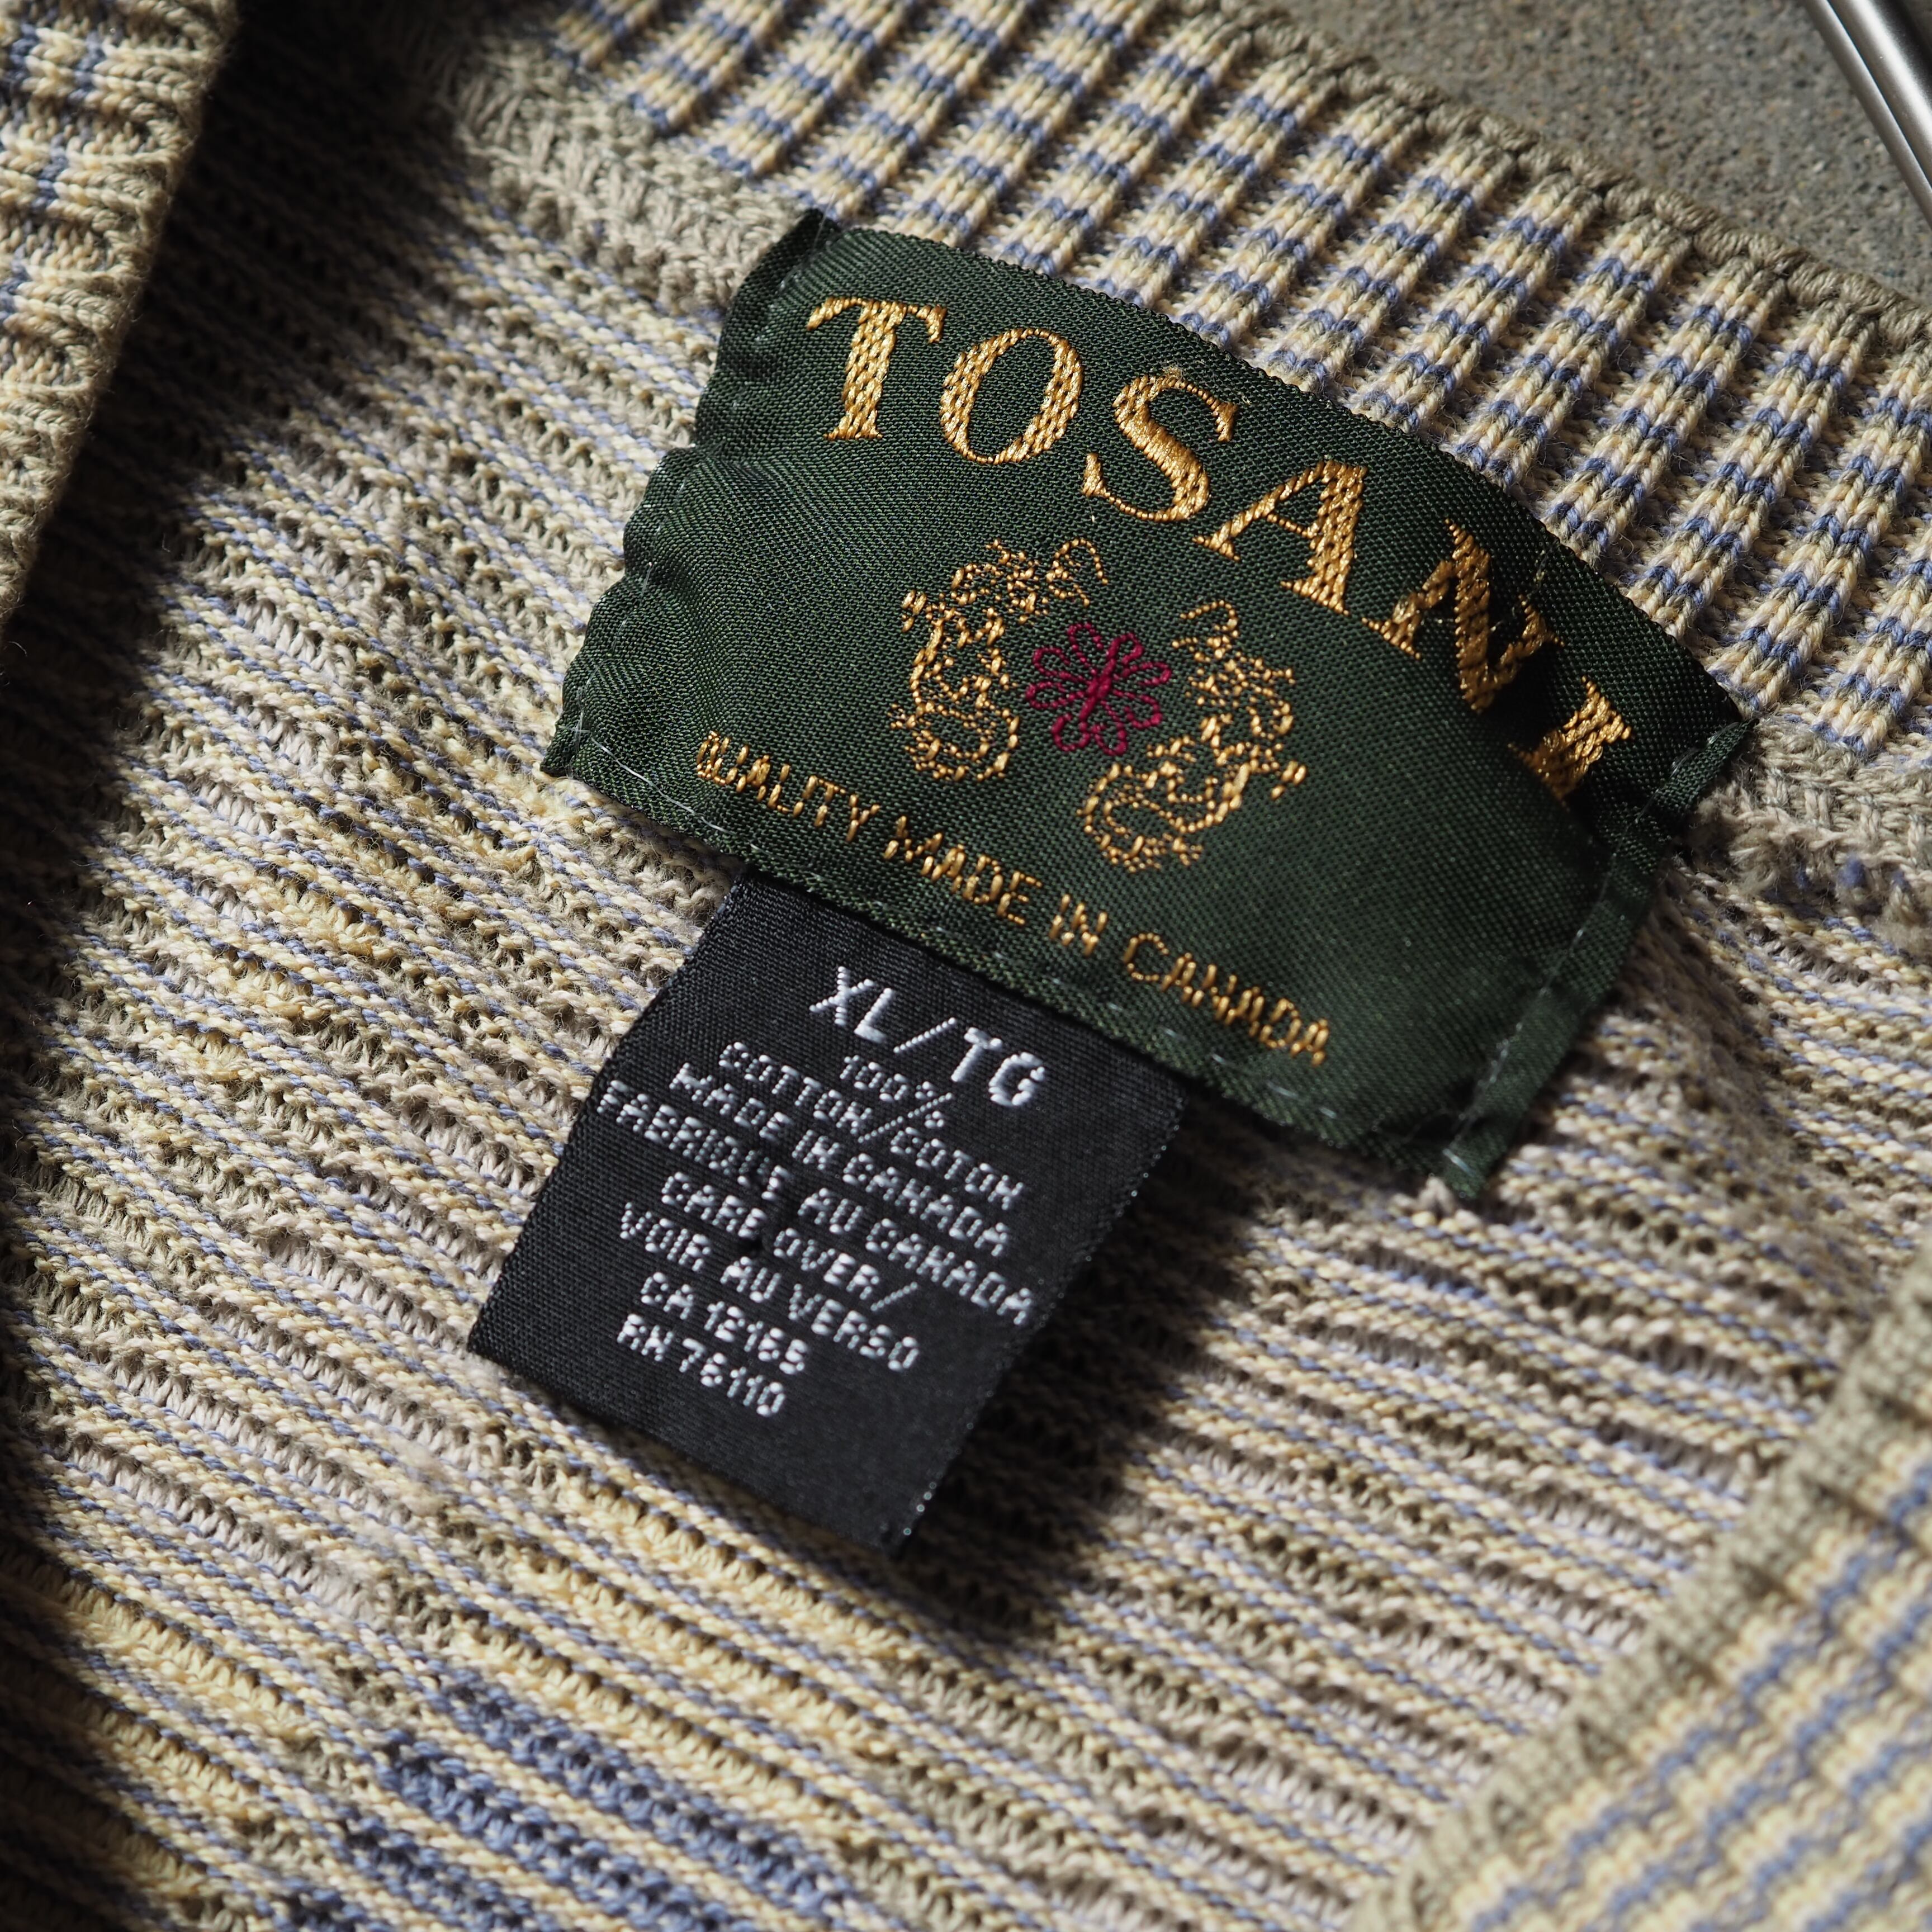 TOSANI
QUALITY MADE IN CANADA
XL/TG
100%
COTTON/COTON
MADE IN CANADA
FABRIQUE AU CANADA
CARE OVER/
VOIR AU VERSO
CA 12165
RN 76110